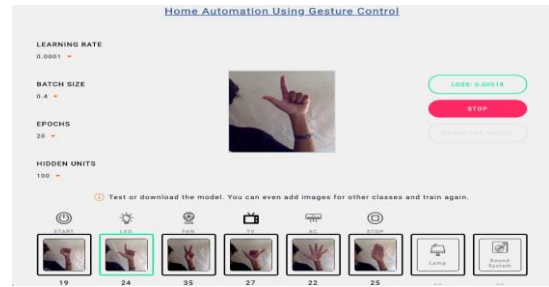 Home Automation Using Gesture Control
LEARNING RATE
0.0001
BATCH SIZE
0.4
EPOCHS
20
HIDDEN UNITS
100
LOSS: 0.00018
STOP
DOWNLOAD MODEL
Test or download the model. You can even add images for other classes and train again.
START LED FAN TV AC STOP
Lamp
Sound
System
19 24 35 27 22 25